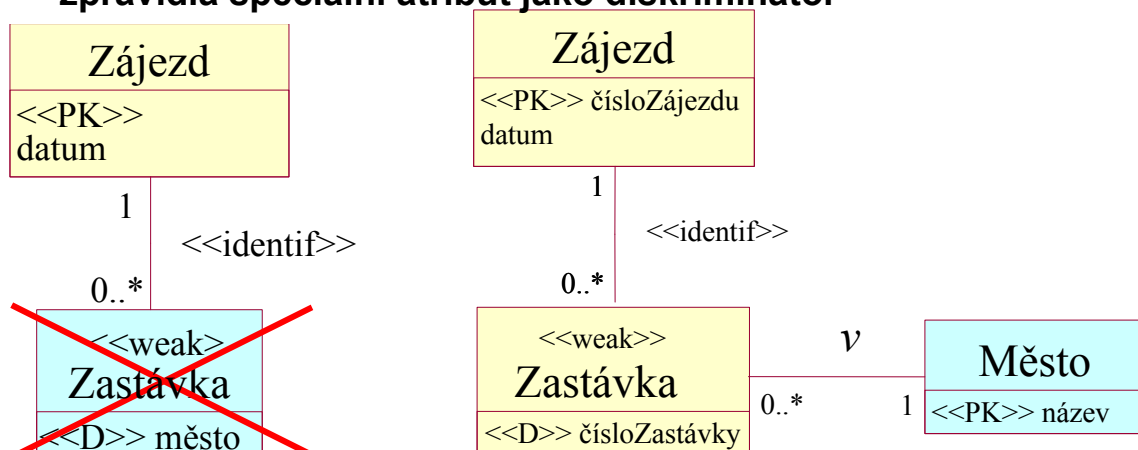 zpravidla speciální atribut jako diskriminátor
Zájezd
<<PK>>
datum
1
<<identif>>
0..*
<<weak>
Zastávka
<<D>> město
Zájezd
<<PK>> čísloZájezdu
datum
1
<<identif>>
0..*
<<weak>>
Zastávka
<<D>> čísloZastávky
v
0..*
1
Město
<<PK>> název